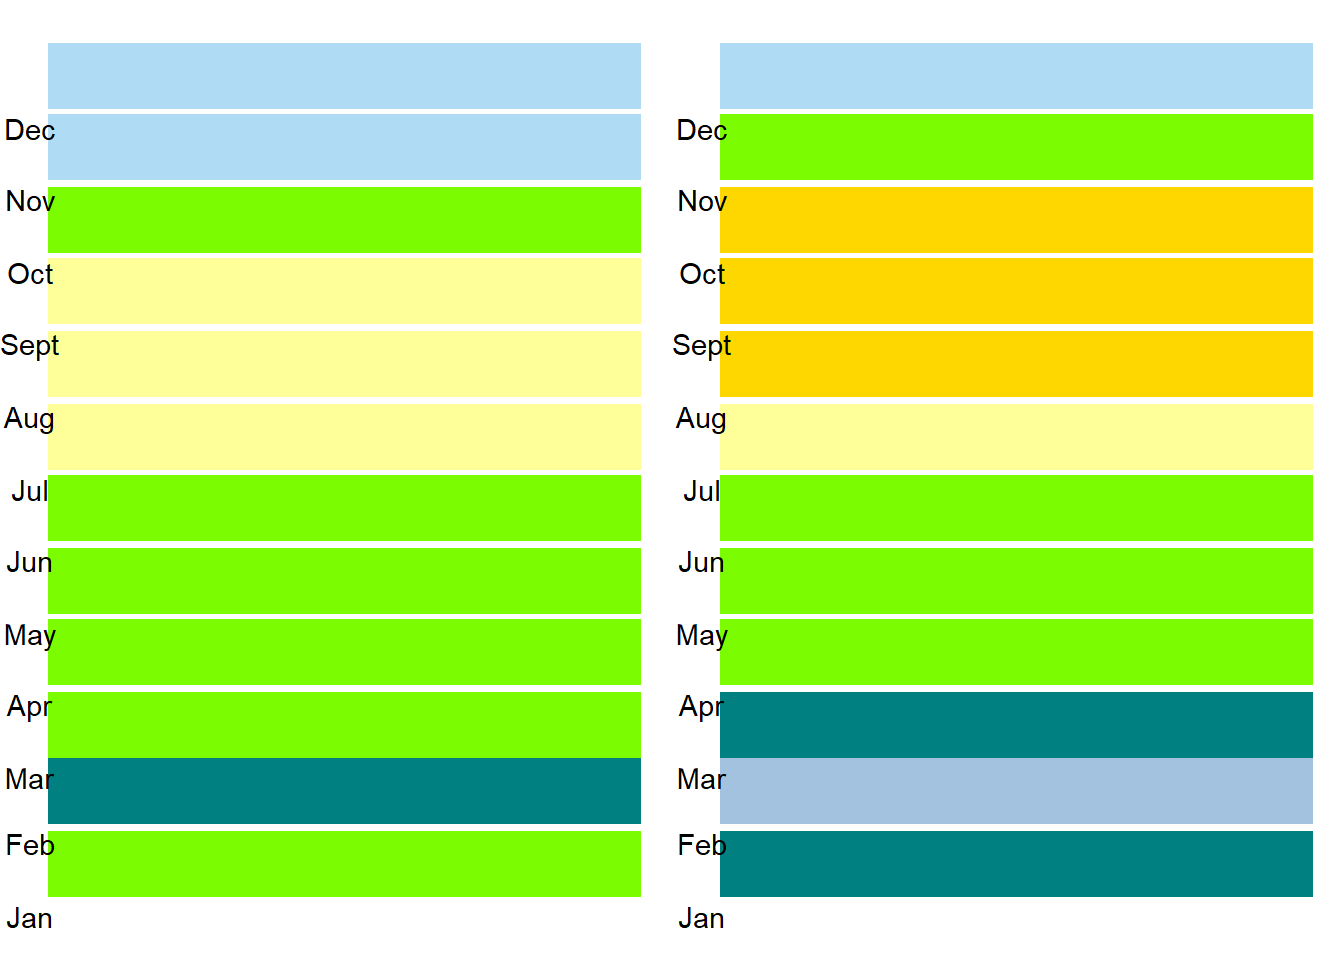 Dec
Nov
Oct
Sept
Aug
Jul
Jun
May
Apr
Mar
Feb
Jan
Dec
Nov
Oct
Sept
Aug
Jul
Jun
May
Apr
Mar
Feb
Jan